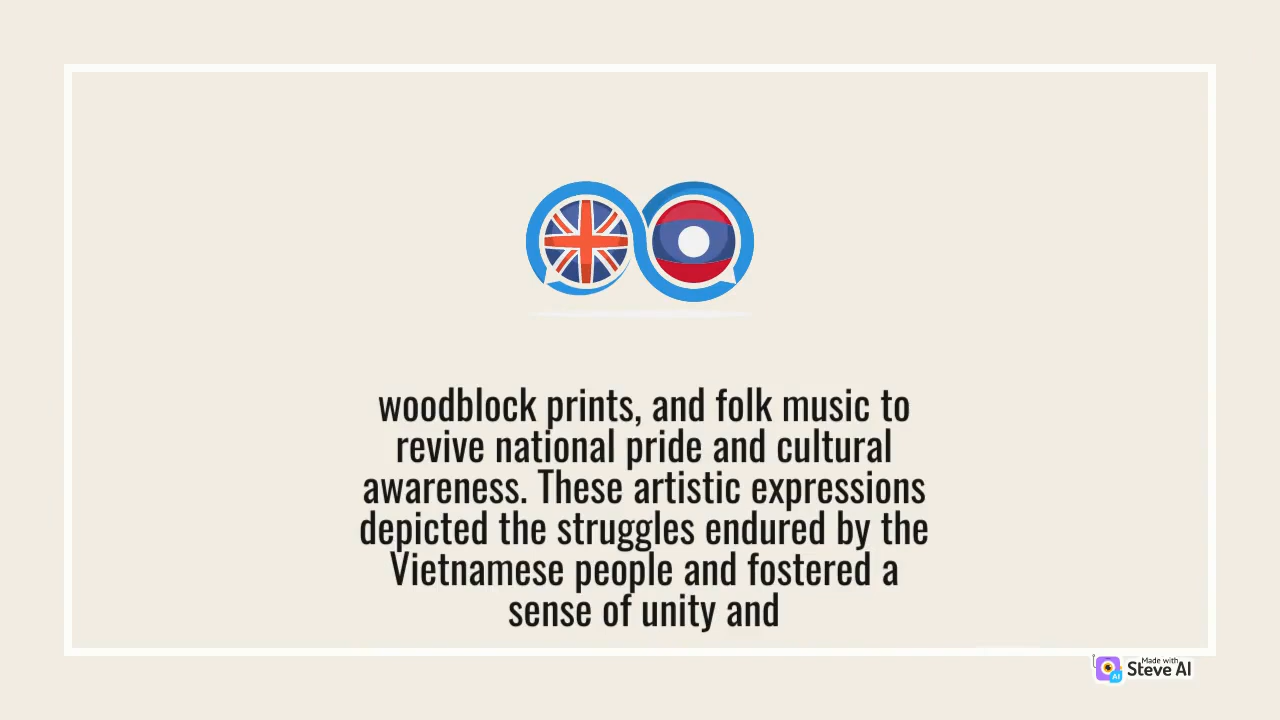 woodblock prints, and folk music to
revive national pride and cultural
awareness. These artistic expressions
depicted the struggles endured by the
Vietnamese people and fostered a
sense of unity and
Made with
AI
Steve AI